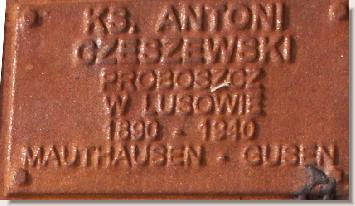 KS. ANTONI
CZESZEWSKI
PROBOSZCZ
W LUSOWIE
1890 - 1940
MAUTHAUSEN - GUSEN